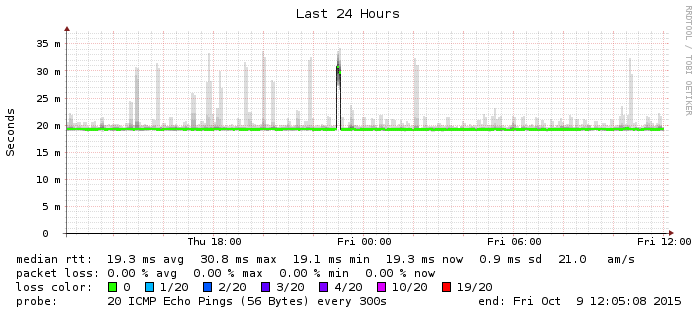 Last 24 Hours
RRDTOOL / TOBI OETIKER
Seconds
35 m
30 m
25 m
20 m
15 m
10 m
5 m
0
Thu 18:00 Fri 00:00 Fri 06:00 Fri 12:00
median rtt: 19.3 ms avg 30.8 ms max 19.1 ms min 19.3 ms now 0.9 ms sd 21.0 am/s
packet loss: 0.00 % avg 0.00 % max 0.00 % min 0.00 % now
loss color: 0 1/20 2/20 3/20 4/20 10/20 19/20
probe: 20 ICMP Echo Pings (56 Bytes) every 300s end: Fri Oct 9 12:05:08 2015